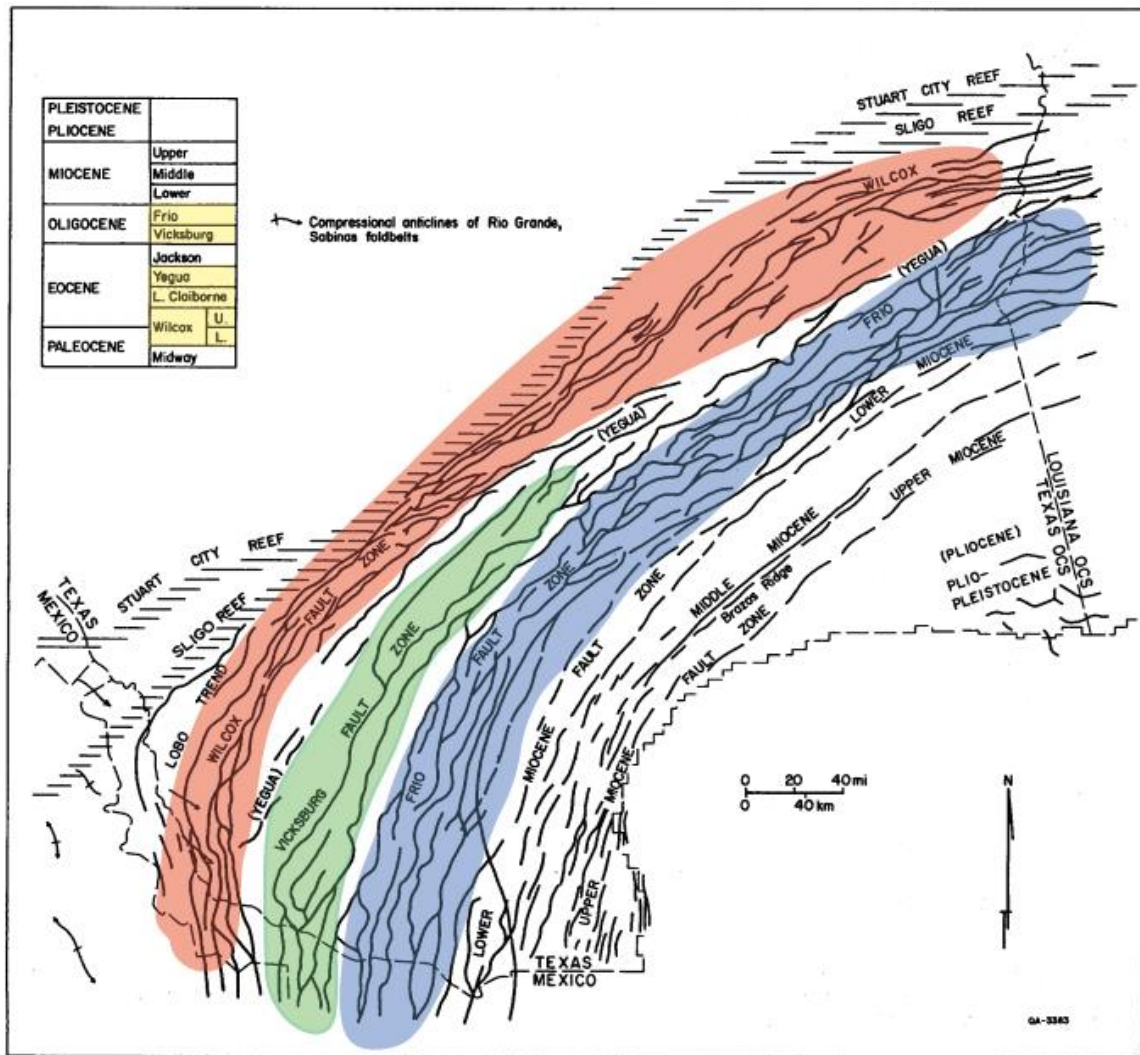 PLEISTOCENE
PLIOCENE
MIOCENE
Upper
Middle
Lower
OLIGOCENE
Frio
Vicksburg
EOCENE
Jackson
Yegua
L. Claiborne
Wilcox
U.
L.
PALEOCENE
Midway
Compressional anticlines of Rio Grande,
Sabinas foldbelts
STUART CITY REEF
SLIGO REEF
WILCOX
(YEGUA)
FRIO
LOWER MIOCENE
(YEGUA)
UPPER MIOCENE
LOUISIANA OCS
TEXAS OCS
(PLIOCENE)
PLIO-
PLEISTOCENE
MIDDLE MIOCENE
Brazos Ridge
ZONE
FAULT
ZONE
FAULT
MIOCENE
ZONE
FAULT
MIOCENE
UPPER
LOWER
ZONE
FAULT
FRIO
ZONE
FAULT
VICKSBURG
(YEGUA)
ZONE
FAULT
WILCOX
LOBO TREND
STUART CITY REEF
SLIGO REEF
TEXAS
MEXICO
TEXAS
MEXICO
0 20 40 mi
0 40 km
N
QA-3383